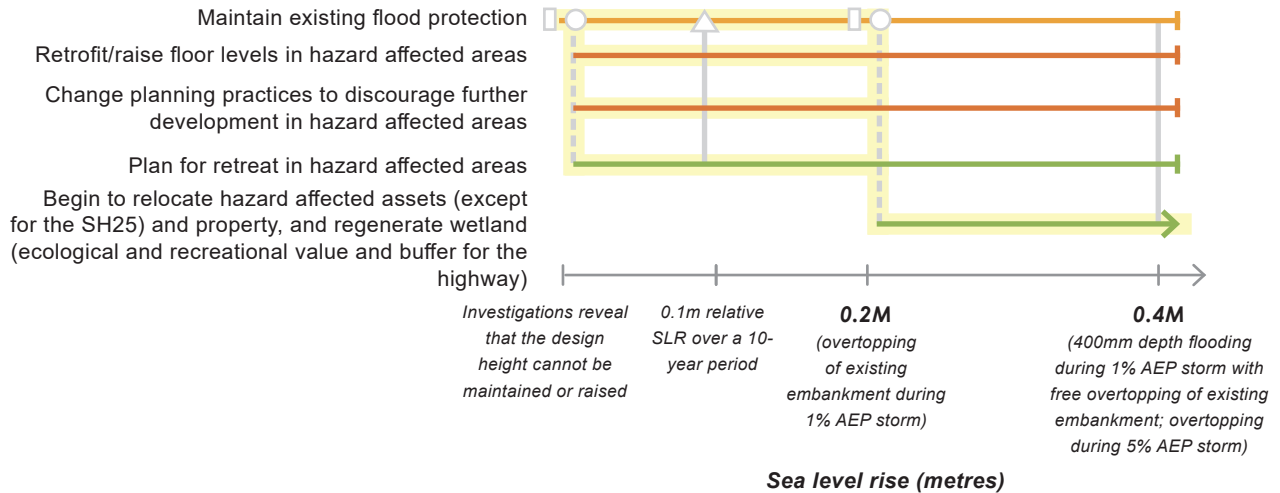 Maintain existing flood protection
Retrofit/raise floor levels in hazard affected areas
Change planning practices to discourage further
development in hazard affected areas
Plan for retreat in hazard affected areas
Begin to relocate hazard affected assets (except
for the SH25) and property, and regenerate wetland
(ecological and recreational value and buffer for the
highway)
Investigations reveal
that the design
height cannot be
maintained or raised
0.1m relative
SLR over a 10-
year period
0.2M
(overtopping
of existing
embankment during
1% AEP storm)
0.4M
(400mm depth flooding
during 1% AEP storm with
free overtopping of existing
embankment; overtopping
during 5% AEP storm)
Sea level rise (metres)